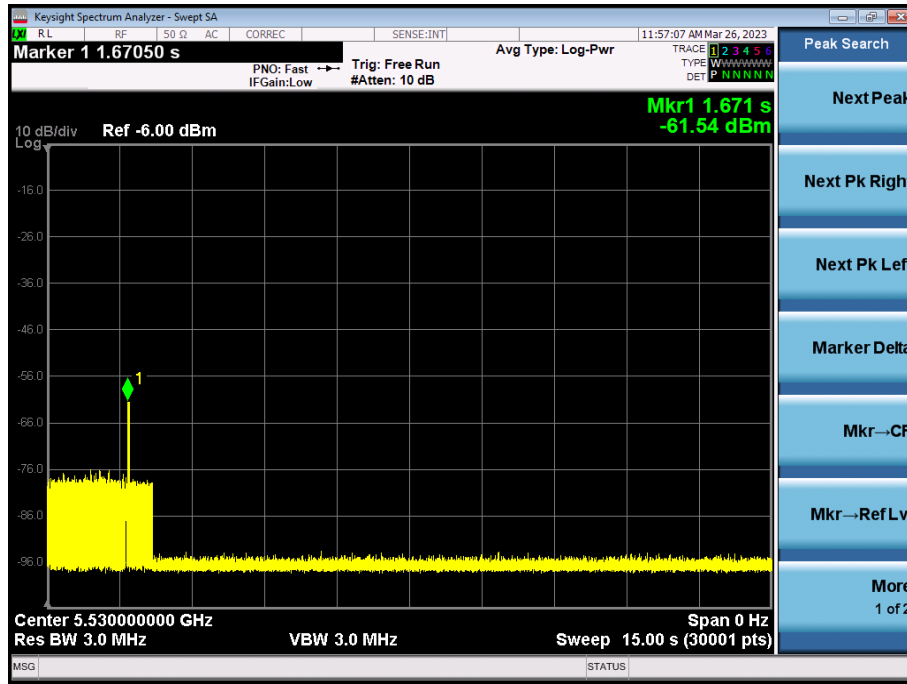 Keysight Spectrum Analyzer - Swept SA
LXI RL RF 50 Ω AC CORREC SENSE:INT 11:57:07 AM Mar 26, 2023
Marker 1 1.67050 s
PNO: Fast
IFGain:Low
Trig: Free Run
#Atten: 10 dB
Avg Type: Log-Pwr
TRACE 1 2 3 4 5 6
TYPE WWWWWW
DET P N N N N N
Mkr1 1.671 s
-61.54 dBm
10 dB/div Ref -6.00 dBm
Log
-16.0
-26.0
-36.0
-46.0
-56.0
1
-66.0
-76.0
-86.0
-96.0
Center 5.530000000 GHz Span 0 Hz
Res BW 3.0 MHz VBW 3.0 MHz Sweep 15.00 s (30001 pts)
MSG STATUS
Peak Search
Next Peak
Next Pk Righ
Next Pk Lef
Marker Delta
Mkr→CF
Mkr→Ref Lv
More
1 of 2